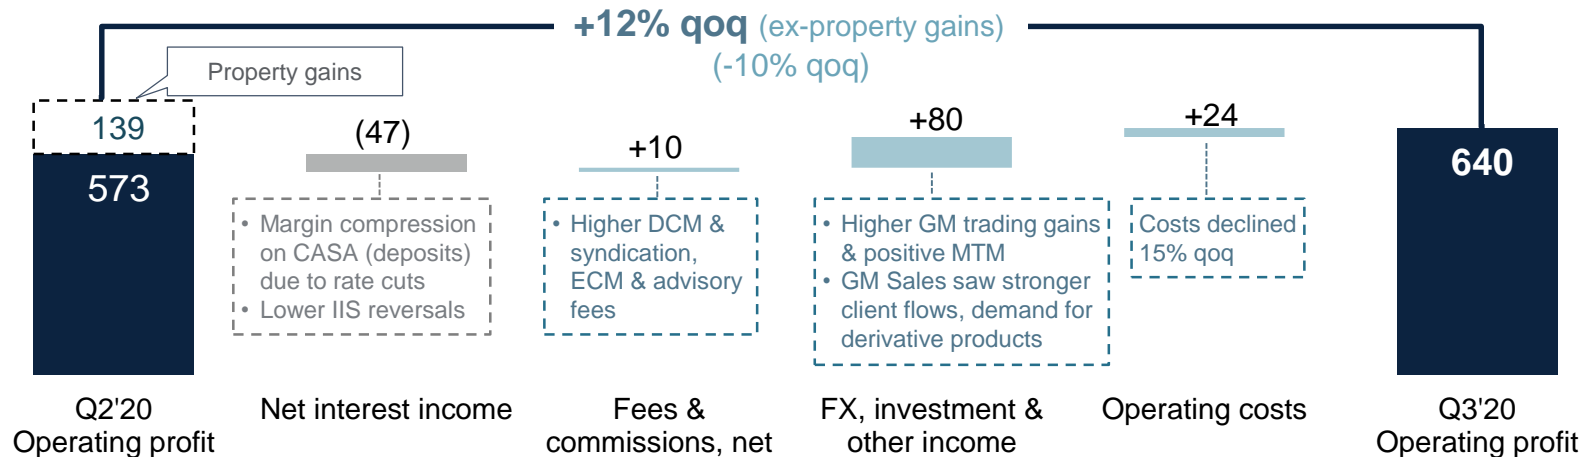 +12% qoq (ex-property gains)
(-10% qoq)
Property gains
139
573
(47)
• Margin compression
on CASA (deposits)
due to rate cuts
• Lower IIS reversals
+10
• Higher DCM &
syndication,
ECM & advisory
fees
+80
• Higher GM trading gains
& positive MTM
• GM Sales saw stronger
client flows, demand for
derivative products
+24
Costs declined
15% qoq
640
Q2'20
Operating profit
Net interest income
Fees &
commissions, net
FX, investment &
other income
Operating costs
Q3'20
Operating profit